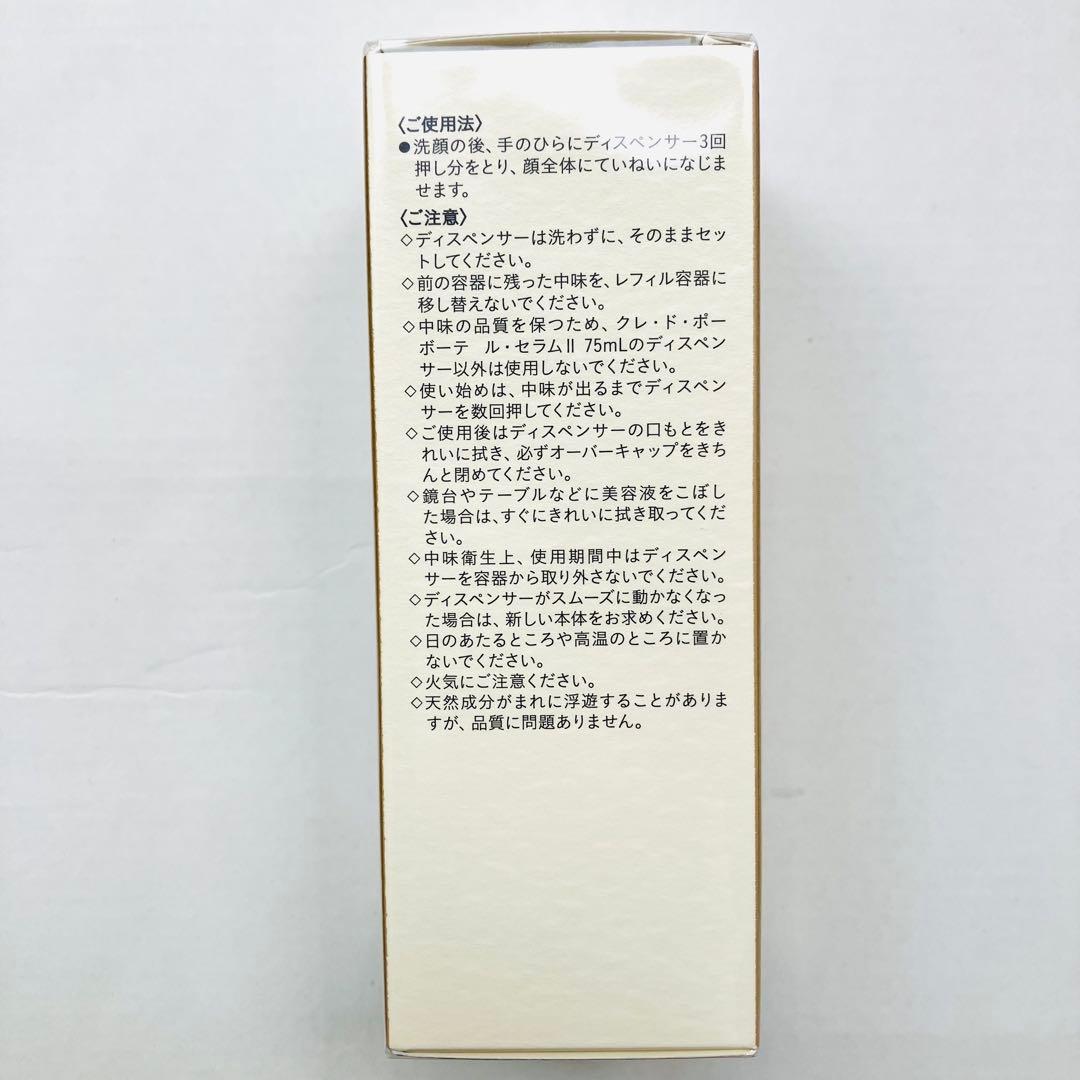 〈ご使用法〉
●洗顔の後、手のひらにディスペンサー3回
押し分をとり、顔全体にていねいになじま
せます。
〈ご注意〉
◇ディスペンサーは洗わずに、そのままセッ
トしてください。
◇前の容器に残った中味を、レフィル容器に
移し替えないでください。
◇中味の品質を保つため、クレ・ド・ポー
ボーテ ル・セラムⅡ 75mLのディスペン
サー以外は使用しないでください。
◇使い始めは、中味が出るまでディスペン
サーを数回押してください。
◇ご使用後はディスペンサーの口もとをき
れいに拭き、必ずオーバーキャップをきち
んと閉めてください。
◇鏡台やテーブルなどに美容液をこぼし
た場合は、すぐにきれいに拭き取ってくだ
さい。
◇中味衛生上、使用期間中はディスペン
サーを容器から取り外さないでください。
◇ディスペンサーがスムーズに動かなくなっ
た場合は、新しい本体をお求めください。
◇日のあたるところや高温のところに置か
ないでください。
◇火気にご注意ください。
◇天然成分がまれに浮遊することがありま
すが、品質に問題ありません。